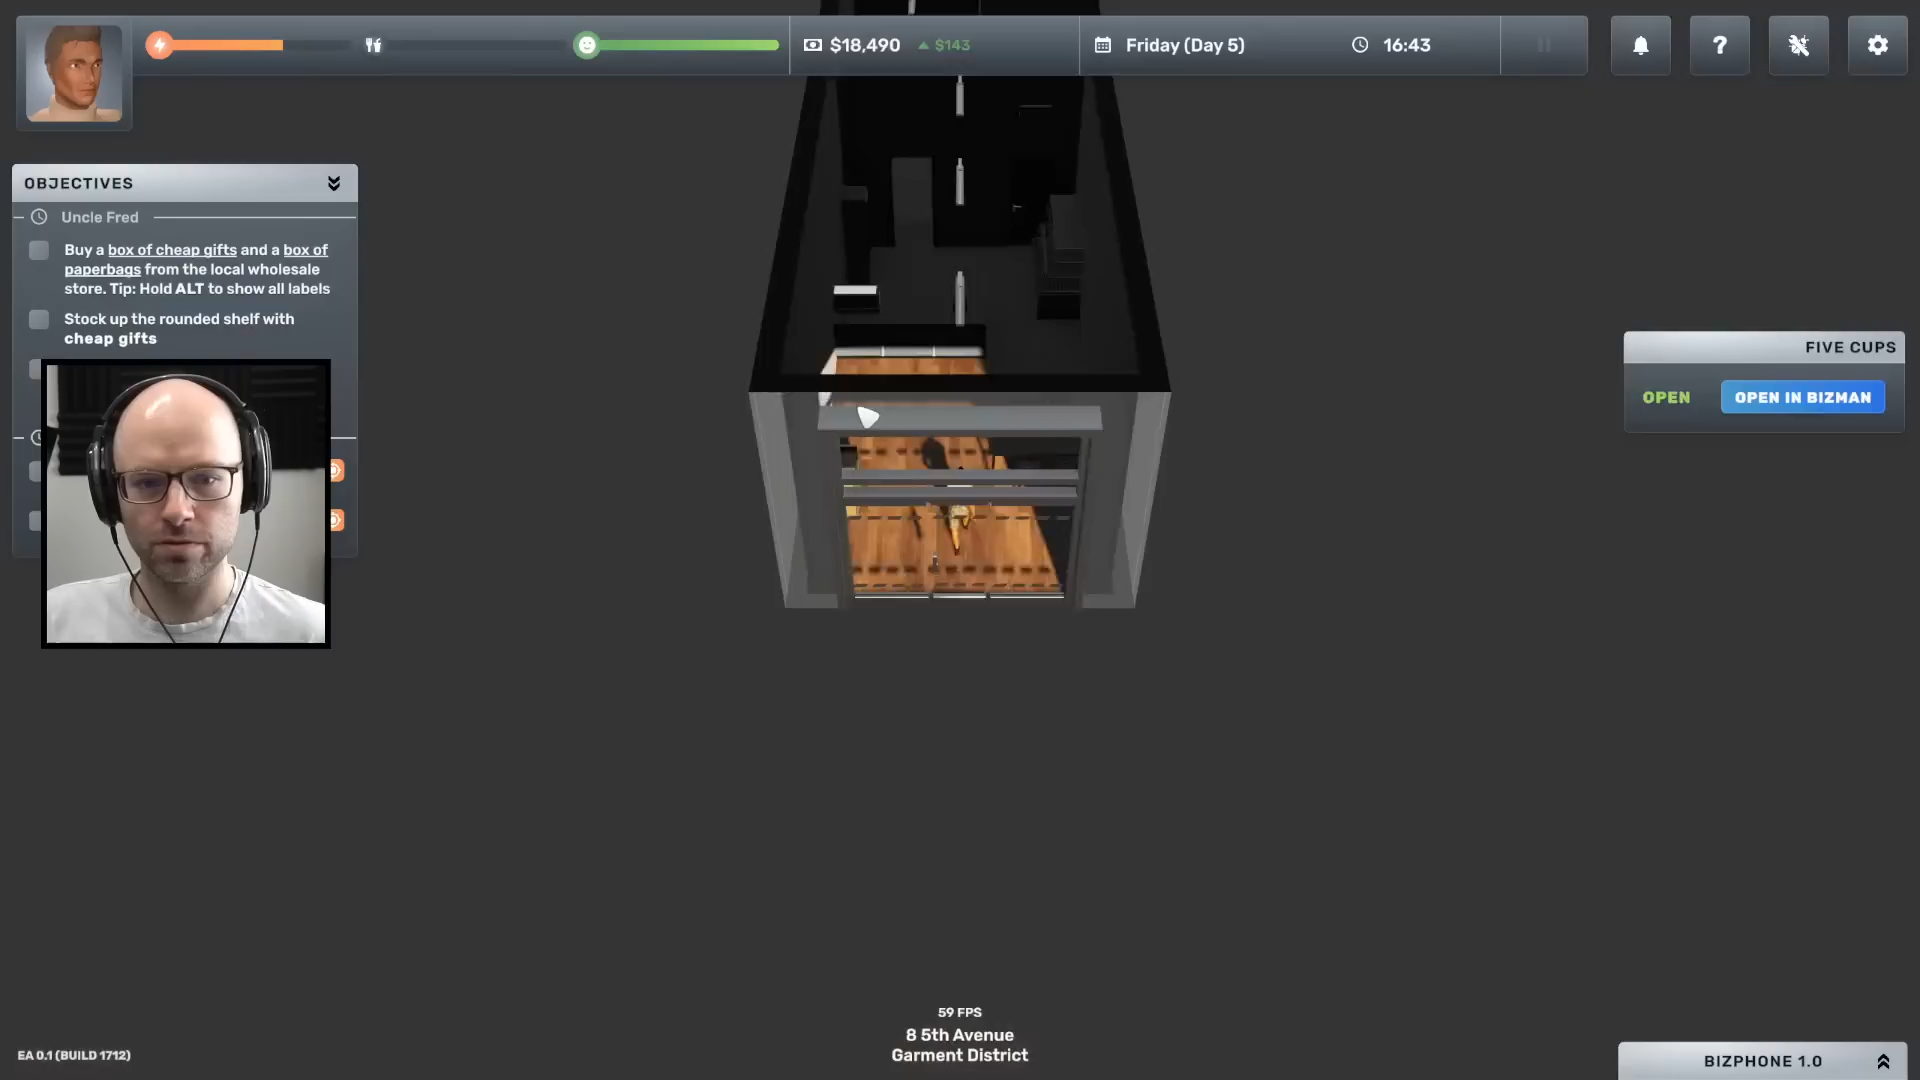 $18,490
$143
Friday (Day 5)
16:43
?
OBJECTIVES
Uncle Fred
Buy a box of cheap gifts and a box of
paperbags from the local wholesale
store. Tip: Hold ALT to show all labels
Stock up the rounded shelf with
cheap gifts
FIVE CUPS
OPEN
OPEN IN BIZMAN
59 FPS
8 5th Avenue
Garment District
EA 0.1 (BUILD 1712)
BIZPHONE 1.0